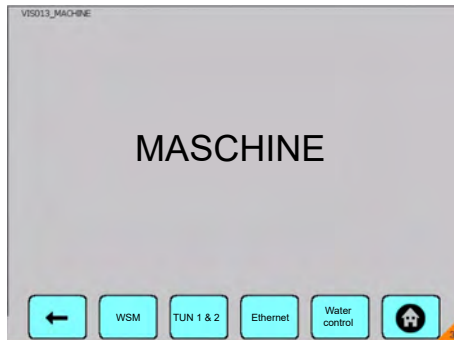 VIS013_MACHINE
MASCHINE
WSM
TUN 1 & 2
Ethernet
Water
control